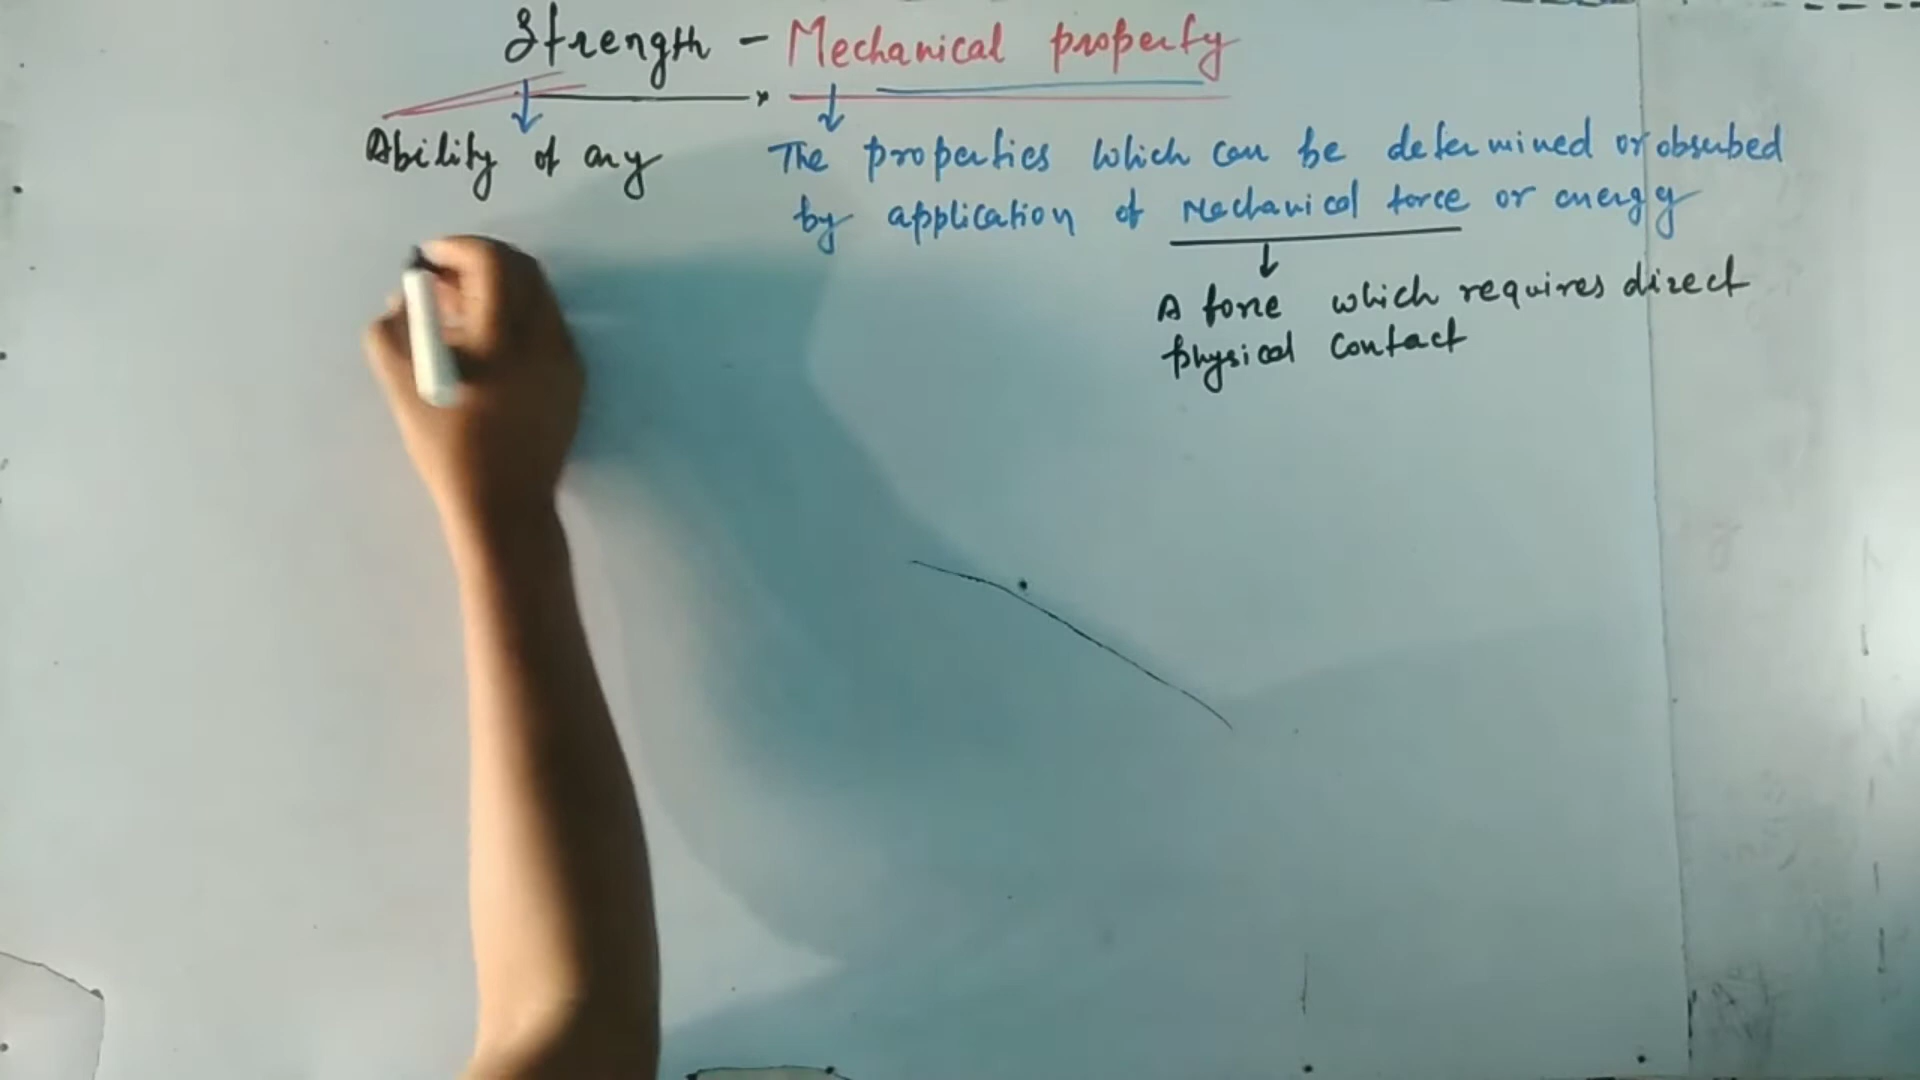 Strength - Mechanical property
Ability of any
The properties which can be determined or obsubed
by application of Mechanical force or energy
A force which requires direct
physical contact